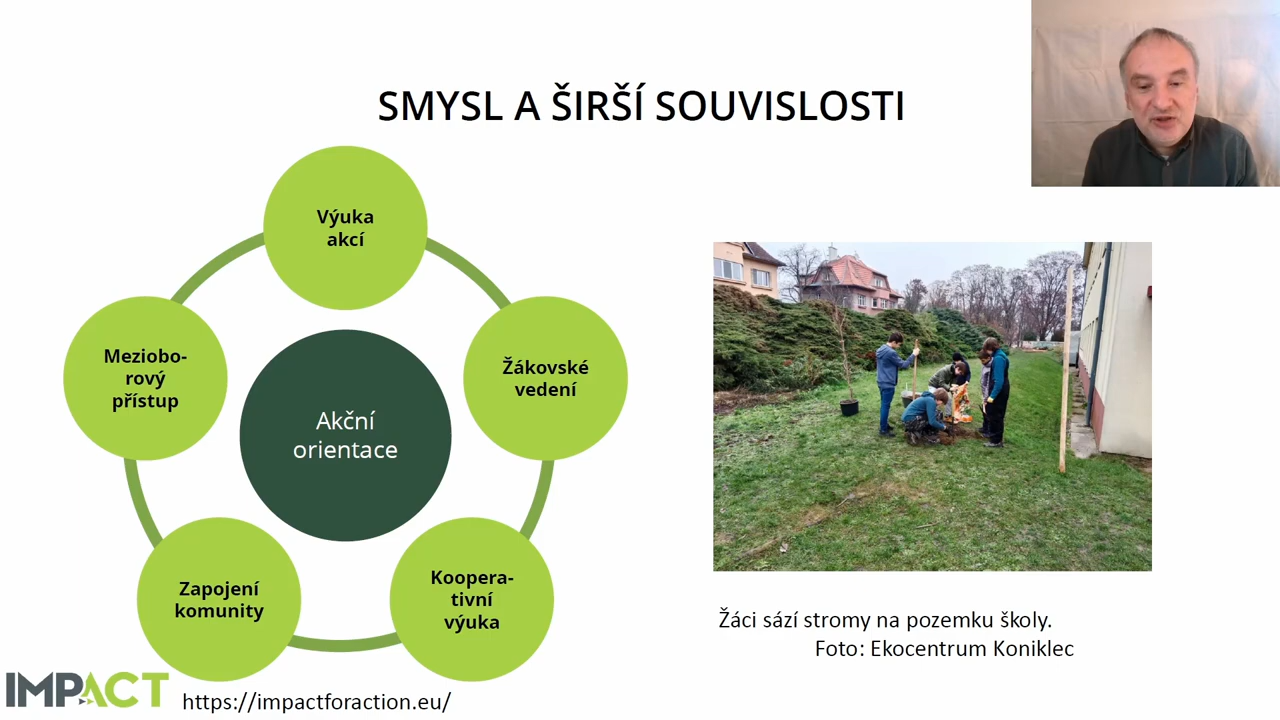 SMYSL A ŠIRŠÍ SOUVISLOSTI
Výuka
akcí
Meziobo-
rový
přístup
Žákovské
vedení
Akční
orientace
Zapojení
komunity
Koopera-
tivní
výuka
Žáci sází stromy na pozemku školy.
Foto: Ekocentrum Koniklec
IMPACT
https://impactforaction.eu/